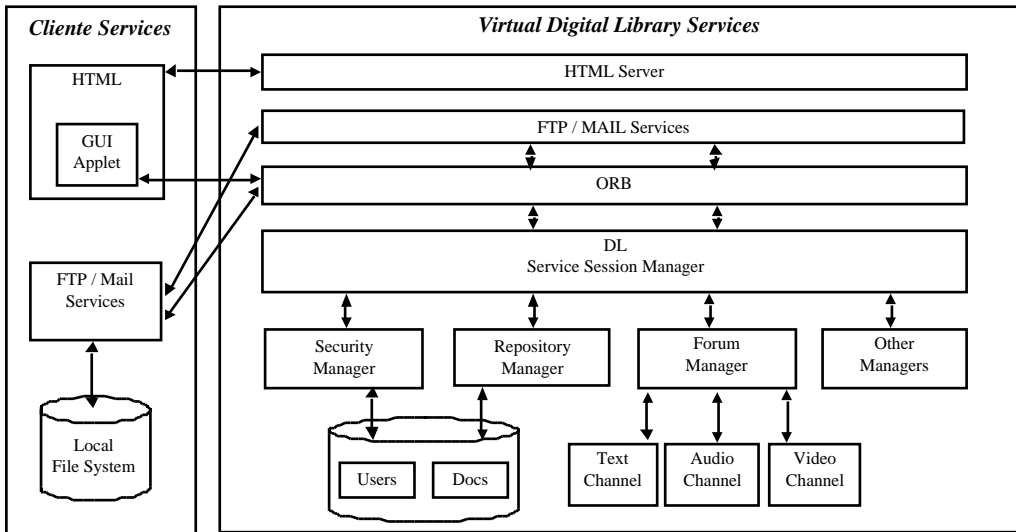 Cliente Services
HTML
GUI
Applet
FTP / Mail
Services
Local
File System
Virtual Digital Library Services
HTML Server
FTP / MAIL Services
ORB
DL
Service Session Manager
Security
Manager
Repository
Manager
Forum
Manager
Other
Managers
Users
Docs
Text
Channel
Audio
Channel
Video
Channel